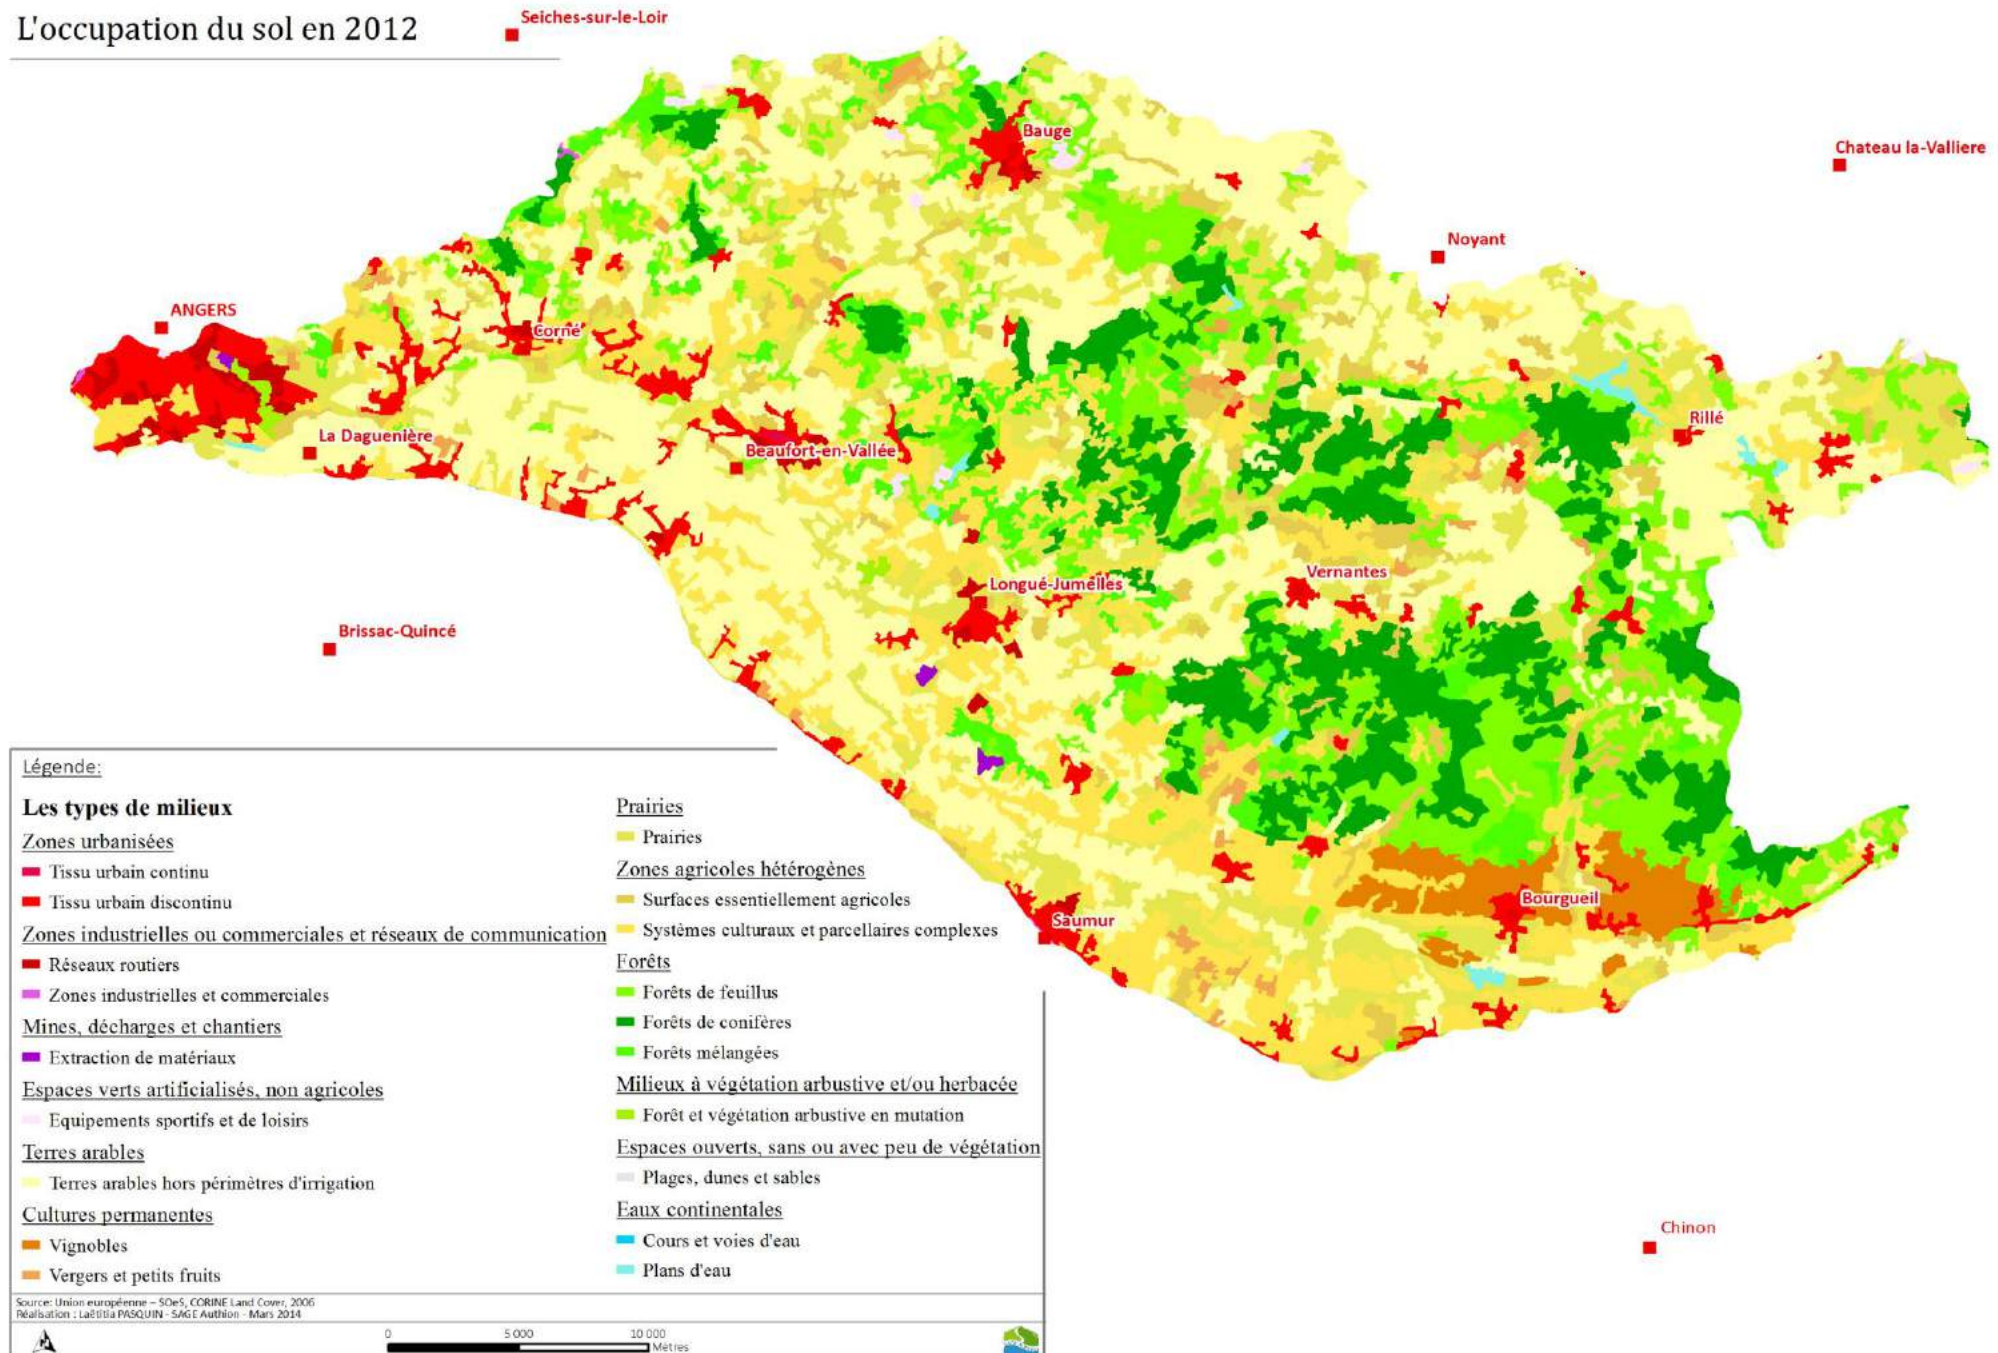 L'occupation du sol en 2012
Seiches-sur-le-Loir
Bauge
Chateau la-Valliere
Noyant
ANGERS
Corné
Rillé
La Daguenière
Beaufort-en-Vallée
Longué-Jumelles
Vernantes
Brissac-Quincé
Bourgueil
Saumur
Chinon
Légende:
Les types de milieux
Zones urbanisées
Tissu urbain continu
Tissu urbain discontinu
Zones industrielles ou commerciales et réseaux de communication
Réseaux routiers
Zones industrielles et commerciales
Mines, décharges et chantiers
Extraction de matériaux
Espaces verts artificialisés, non agricoles
Equipements sportifs et de loisirs
Terres arables
Terres arables hors périmètres d'irrigation
Cultures permanentes
Vignobles
Vergers et petits fruits
Prairies
Prairies
Zones agricoles hétérogènes
Surfaces essentiellement agricoles
Systèmes culturaux et parcellaires complexes
Forêts
Forêts de feuillus
Forêts de conifères
Forêts mélangées
Milieux à végétation arbustive et/ou herbacée
Forêt et végétation arbustive en mutation
Espaces ouverts, sans ou avec peu de végétation
Plages, dunes et sables
Eaux continentales
Cours et voies d'eau
Plans d'eau
Source: Union européenne – SOeS, CORINE Land Cover, 2006
Réalisation : Laëtitia PASQUIN - SAGE Authion - Mars 2014
0 5 000 10 000
Mètres